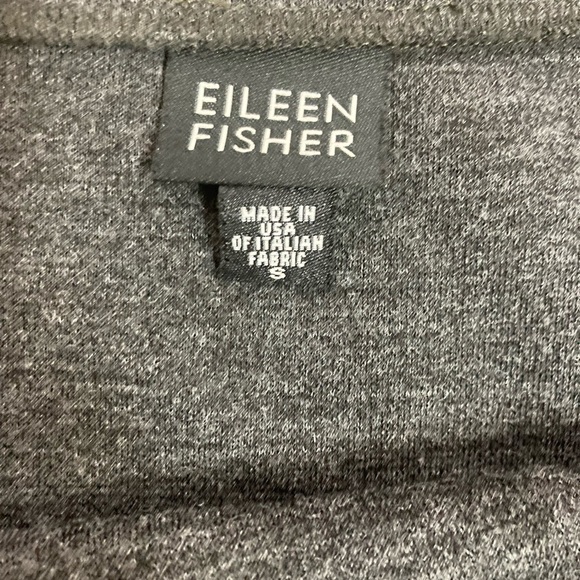 EILEEN
FISHER
MADE IN
USA
OF ITALIAN
FABRIC
S